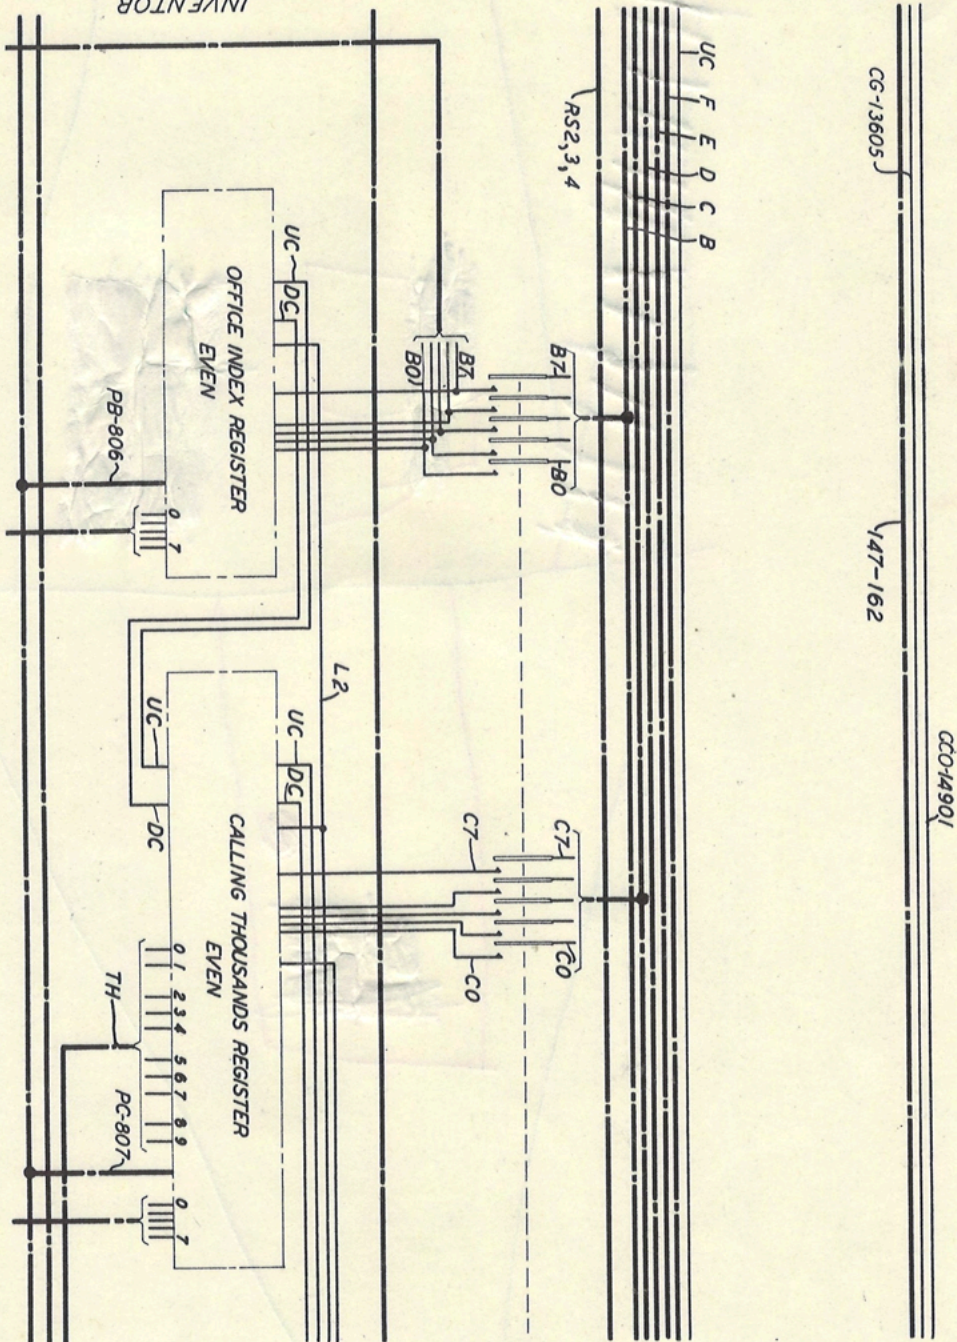 CG-13605
147-162
CCO-14901
UC
F
E
D
C
B
RS2,3,4
B7
B0
B7
B01
UC
DC
OFFICE INDEX REGISTER
EVEN
PB-806
0 7
L2
C7
C0
C7
C0
UC
DC
UC
DC
CALLING THOUSANDS REGISTER
EVEN
0 1 2 3 4 5 6 7 8 9
TH
PC-807
0 7
INVENTOR